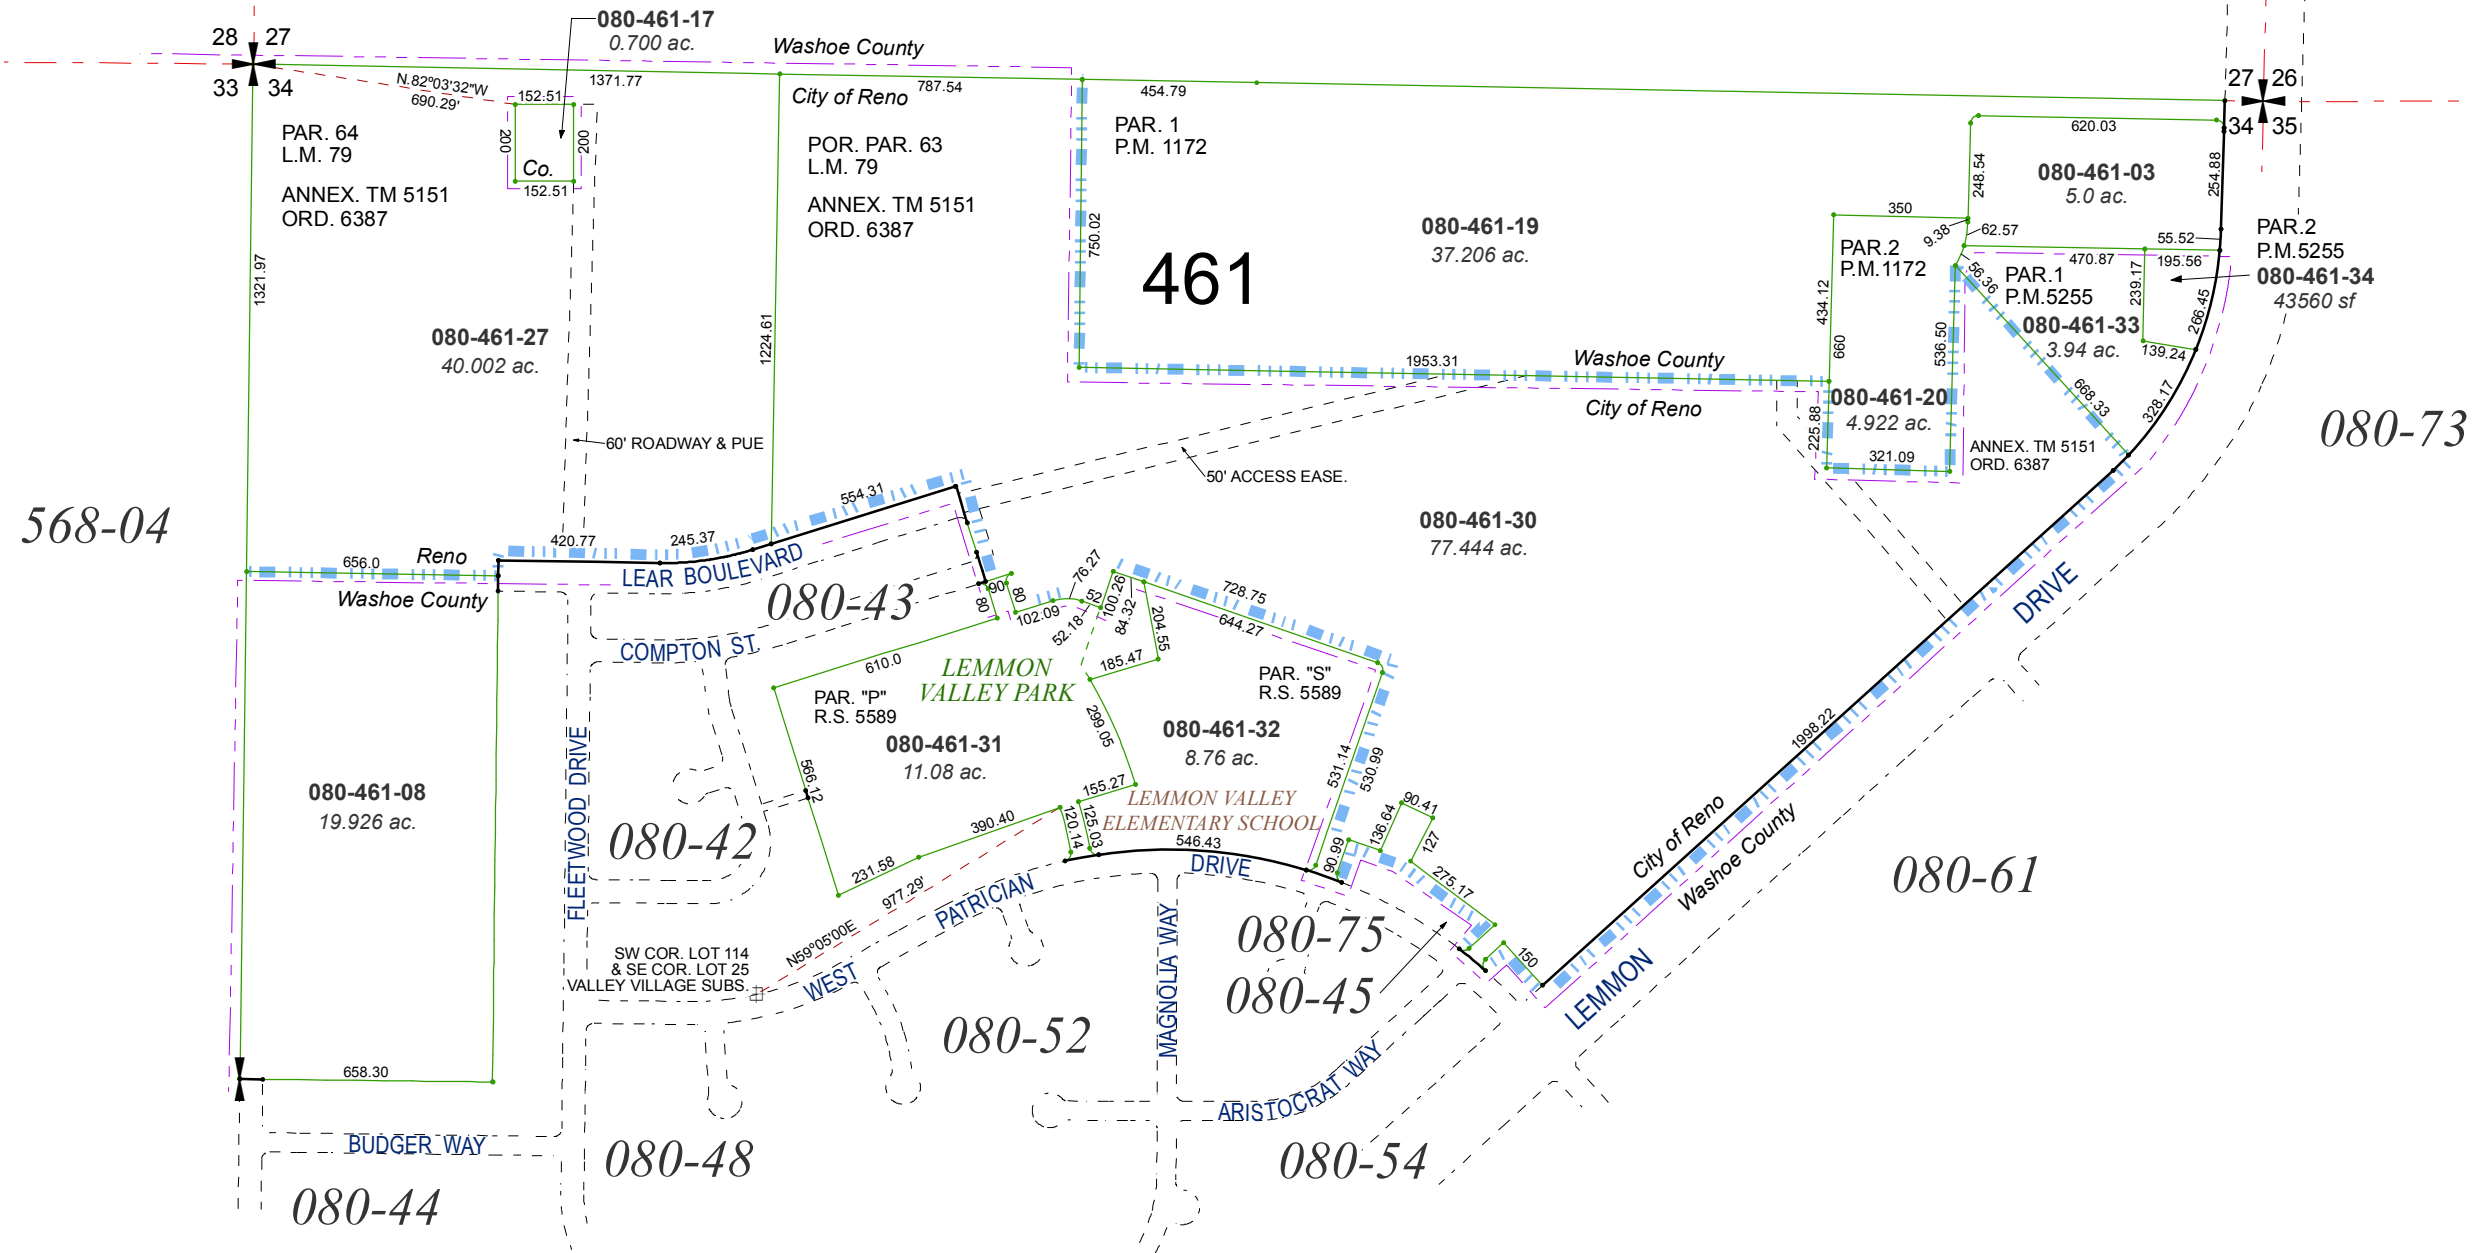 080-461-17
0.700 ac.
28 27
33 34
Washoe County
City of Reno
N.82º03'32"W
690.29'
1371.77
787.54
454.79
27 26
34 35
152.51
200
200
Co.
152.51
PAR. 64
L.M. 79
ANNEX. TM 5151
ORD. 6387
POR. PAR. 63
L.M. 79
ANNEX. TM 5151
ORD. 6387
PAR. 1
P.M. 1172
620.03
248.54
254.88
080-461-03
5.0 ac.
350
9.38
62.57
55.52
PAR.2
P.M.5255
080-461-34
43560 sf
080-461-19
37.206 ac.
461
750.02
PAR.2
P.M.1172
470.87
195.56
56.36
PAR.1
P.M.5255
239.17
266.45
080-461-33
3.94 ac.
139.24
1321.97
1224.61
434.12
660
536.50
080-461-27
40.002 ac.
1953.31
Washoe County
City of Reno
080-461-20
4.922 ac.
225.88
321.09
668.33
328.17
ANNEX. TM 5151
ORD. 6387
080-73
60' ROADWAY & PUE
50' ACCESS EASE.
554.31
568-04
420.77
245.37
656.0
Reno
Washoe County
LEAR BOULEVARD
080-461-30
77.444 ac.
080-43
90
80
80
102.09
76.27
52
52.18
100.26
84.32
204.55
728.75
644.27
185.47
COMPTON ST.
610.0
LEMMON
VALLEY PARK
PAR. "P"
R.S. 5589
PAR. "S"
R.S. 5589
299.05
080-461-31
11.08 ac.
080-461-32
8.76 ac.
531.14
530.99
566.12
155.27
LEMMON VALLEY
ELEMENTARY SCHOOL
FLEETWOOD DRIVE
080-461-08
19.926 ac.
080-42
390.40
120.14
125.03
546.43
90.99
136.64
90.41
127
275.17
231.58
977.29'
N59º05'00E
1998.22
City of Reno
Washoe County
DRIVE
LEMMON
080-61
WEST
PATRICIAN
DRIVE
SW COR. LOT 114
& SE COR. LOT 25
VALLEY VILLAGE SUBS.
080-75
080-45
150
080-52
MAGNOLIA WAY
ARISTOCRAT WAY
658.30
BUDGER WAY
080-48
080-54
080-44